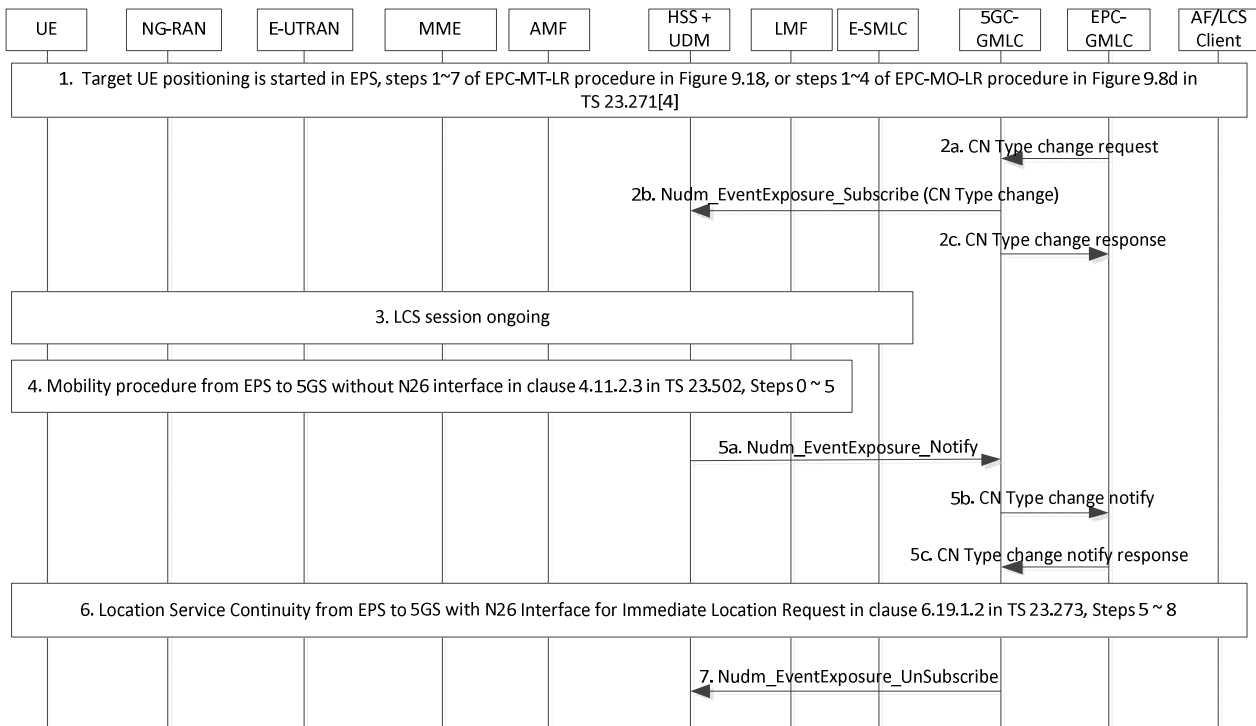 UE
NG-RAN
E-UTRAN
MME
AMF
HSS +
UDM
LMF
E-SMLC
5GC-
GMLC
EPC-
GMLC
AF/LCS
Client
1. Target UE positioning is started in EPS, steps 1~7 of EPC-MT-LR procedure in Figure 9.18, or steps 1~4 of EPC-MO-LR procedure in Figure 9.8d in
TS 23.271[4]
2a. CN Type change request
2b. Nudm_EventExposure_Subscribe (CN Type change)
2c. CN Type change response
3. LCS session ongoing
4. Mobility procedure from EPS to 5GS without N26 interface in clause 4.11.2.3 in TS 23.502, Steps 0 ~ 5
5a. Nudm_EventExposure_Notify
5b. CN Type change notify
5c. CN Type change notify response
6. Location Service Continuity from EPS to 5GS with N26 Interface for Immediate Location Request in clause 6.19.1.2 in TS 23.273, Steps 5 ~ 8
7. Nudm_EventExposure_UnSubscribe